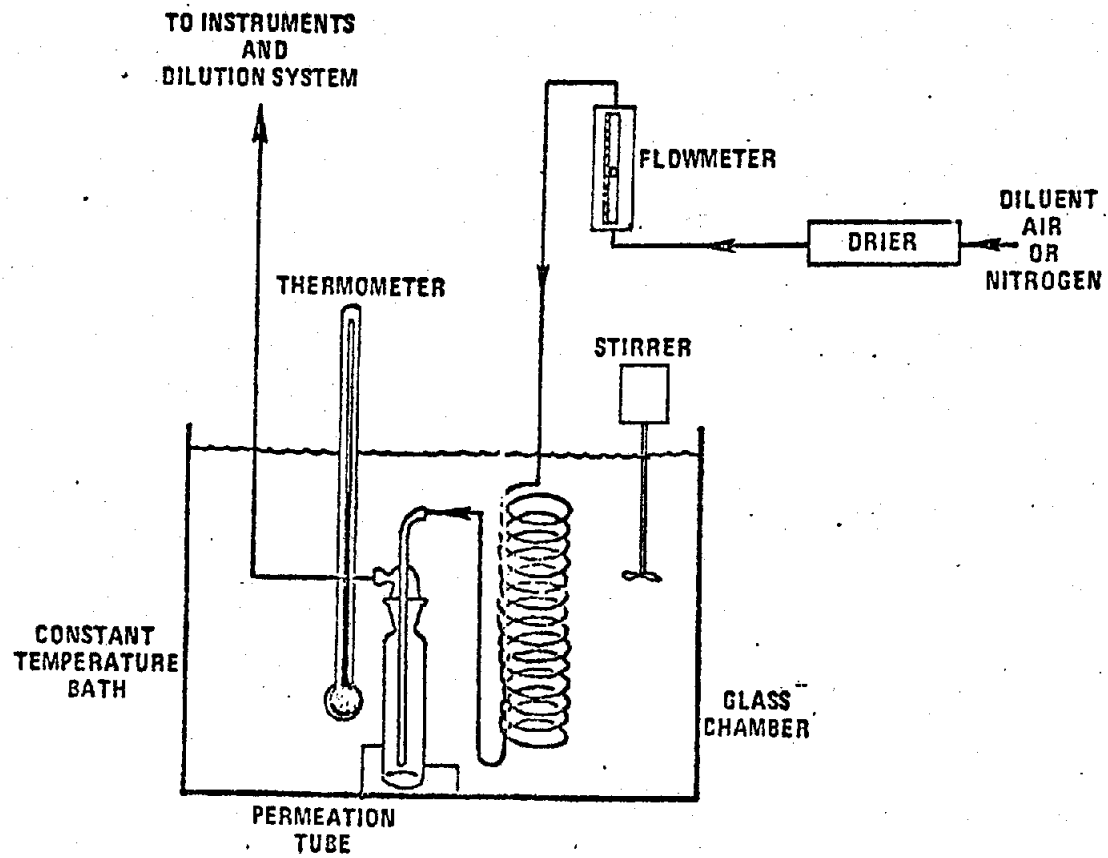 TO INSTRUMENTS
AND
DILUTION SYSTEM
FLOWMETER
DILUENT
AIR
OR
NITROGEN
DRIER
THERMOMETER
STIRRER
CONSTANT
TEMPERATURE
BATH
GLASS
CHAMBER
PERMEATION
TUBE